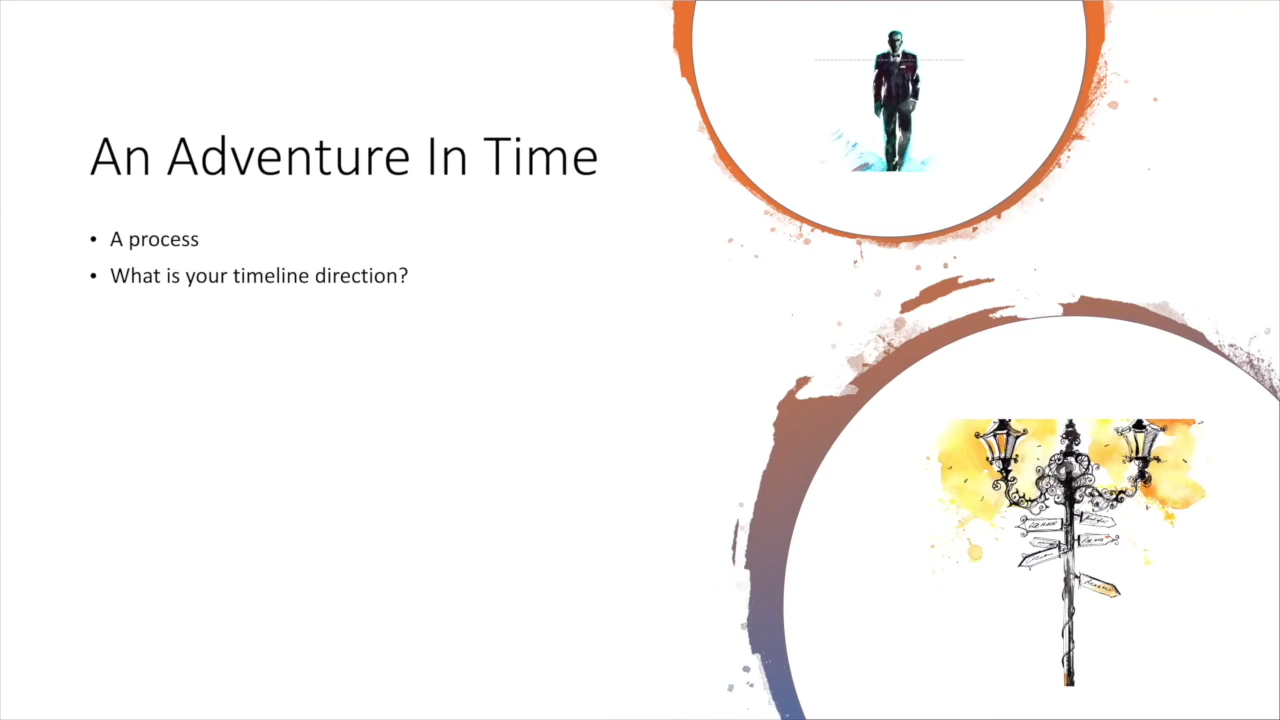 An Adventure In Time
• A process
• What is your timeline direction?